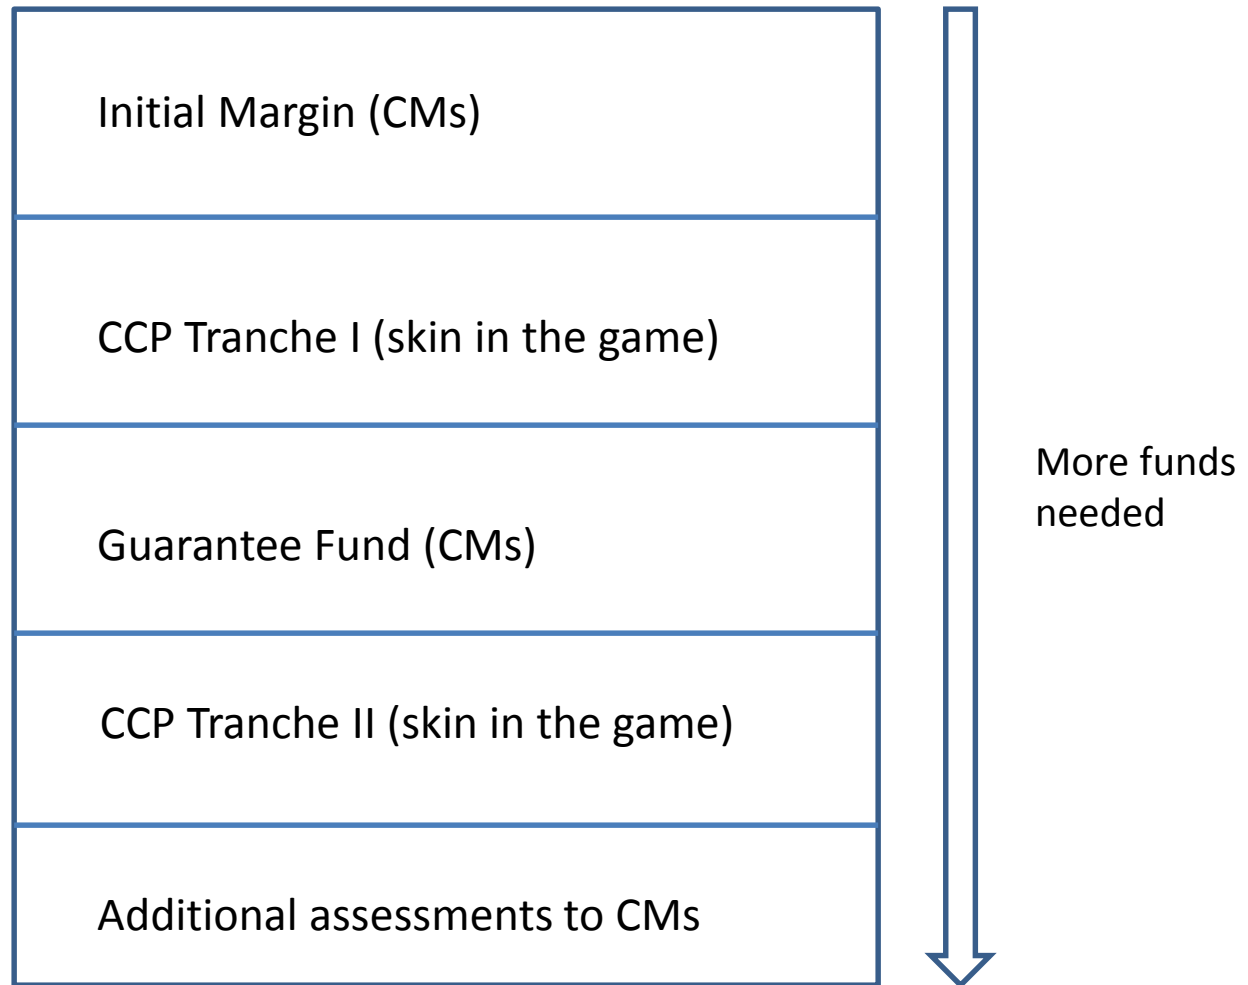 Initial Margin (CMs)
CCP Tranche I (skin in the game)
More funds
needed
Guarantee Fund (CMs)
CCP Tranche II (skin in the game)
Additional assessments to CMs